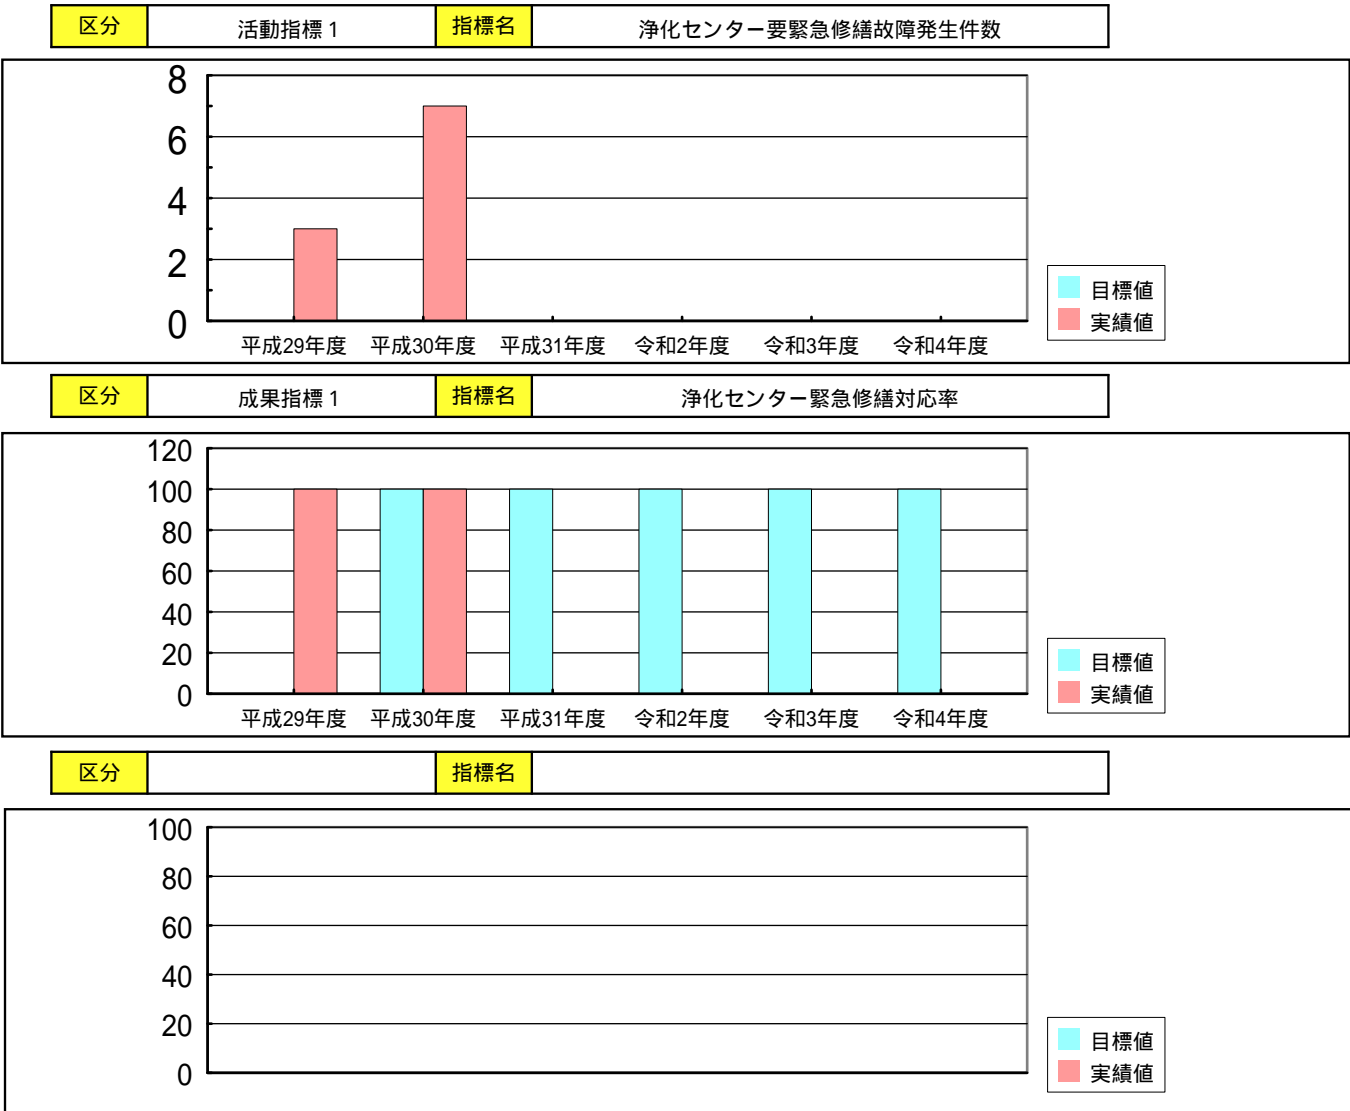 区分 活動指標1 指標名 浄化センター要緊急修繕故障発生件数
8
6
4
2
0
平成29年度 平成30年度 平成31年度 令和2年度 令和3年度 令和4年度
目標値
実績値
区分 成果指標1 指標名 浄化センター緊急修繕対応率
120
100
80
60
40
20
0
平成29年度 平成30年度 平成31年度 令和2年度 令和3年度 令和4年度
目標値
実績値
区分 指標名
100
80
60
40
20
0
目標値
実績値